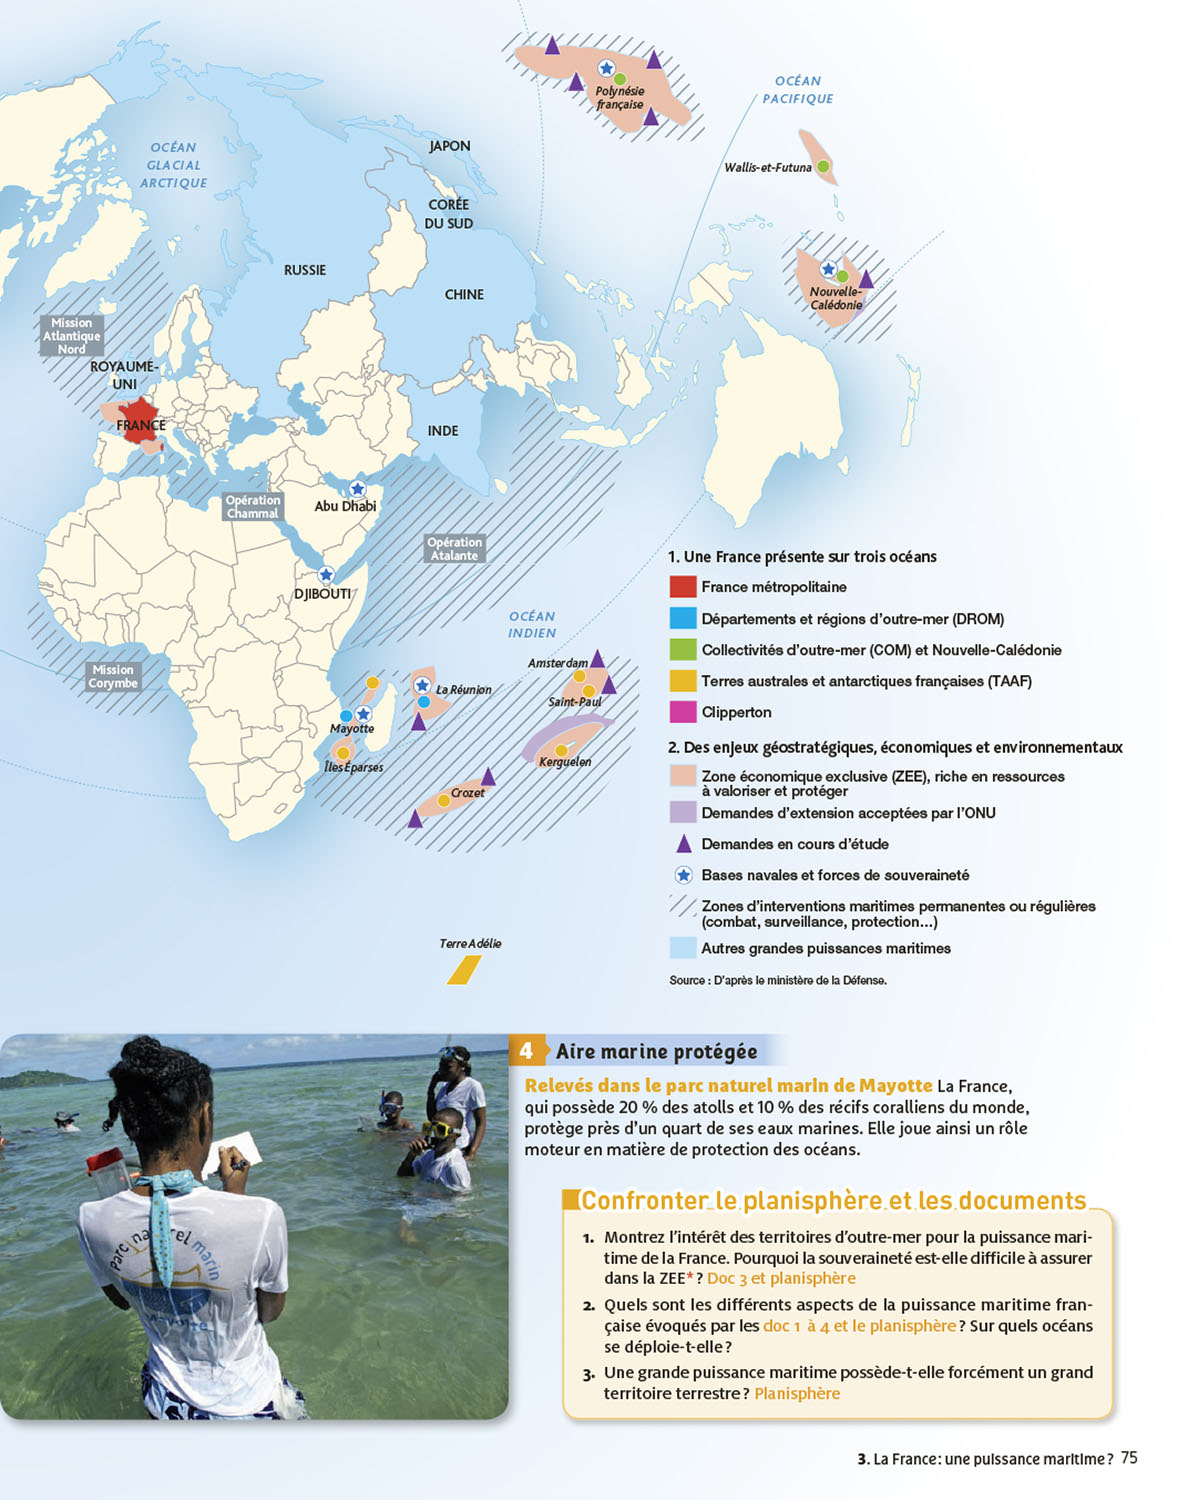 OCÉAN
PACIFIQUE
Polynésie
française
OCÉAN
GLACIAL
ARCTIQUE
JAPON
Wallis-et-Futuna
CORÉE
DU SUD
RUSSIE
CHINE
Nouvelle-
Calédonie
Mission
Atlantique
Nord
ROYAUME-
UNI
FRANCE
INDE
Opération
Chammal
Abu Dhabi
Opération
Atalante
DJIBOUTI
OCÉAN
INDIEN
Mission
Corymbe
Amsterdam
La Réunion
Saint-Paul
Mayotte
Îles Éparses
Kerguelen
Crozet
Terre Adélie
1. Une France présente sur trois océans
France métropolitaine
Départements et régions d'outre-mer (DROM)
Collectivités d'outre-mer (COM) et Nouvelle-Calédonie
Terres australes et antarctiques françaises (TAAF)
Clipperton
2. Des enjeux géostratégiques, économiques et environnementaux
Zone économique exclusive (ZEE), riche en ressources
à valoriser et protéger
Demandes d'extension acceptées par l'ONU
Demandes en cours d'étude
Bases navales et forces de souveraineté
Zones d'interventions maritimes permanentes ou régulières
(combat, surveillance, protection…)
Autres grandes puissances maritimes
Source : D'après le ministère de la Défense.
Parc naturel marin
4 Aire marine protégée
Relevés dans le parc naturel marin de Mayotte La France,
qui possède 20 % des atolls et 10 % des récifs coralliens du monde,
protège près d'un quart de ses eaux marines. Elle joue ainsi un rôle
moteur en matière de protection des océans.
Confronter le planisphère et les documents
1. Montrez l'intérêt des territoires d'outre-mer pour la puissance mari-
time de la France. Pourquoi la souveraineté est-elle difficile à assurer
dans la ZEE* ? Doc 3 et planisphère
2. Quels sont les différents aspects de la puissance maritime fran-
çaise évoqués par les doc 1 à 4 et le planisphère ? Sur quels océans
se déploie-t-elle ?
3. Une grande puissance maritime possède-t-elle forcément un grand
territoire terrestre ? Planisphère
3. La France : une puissance maritime ? 75